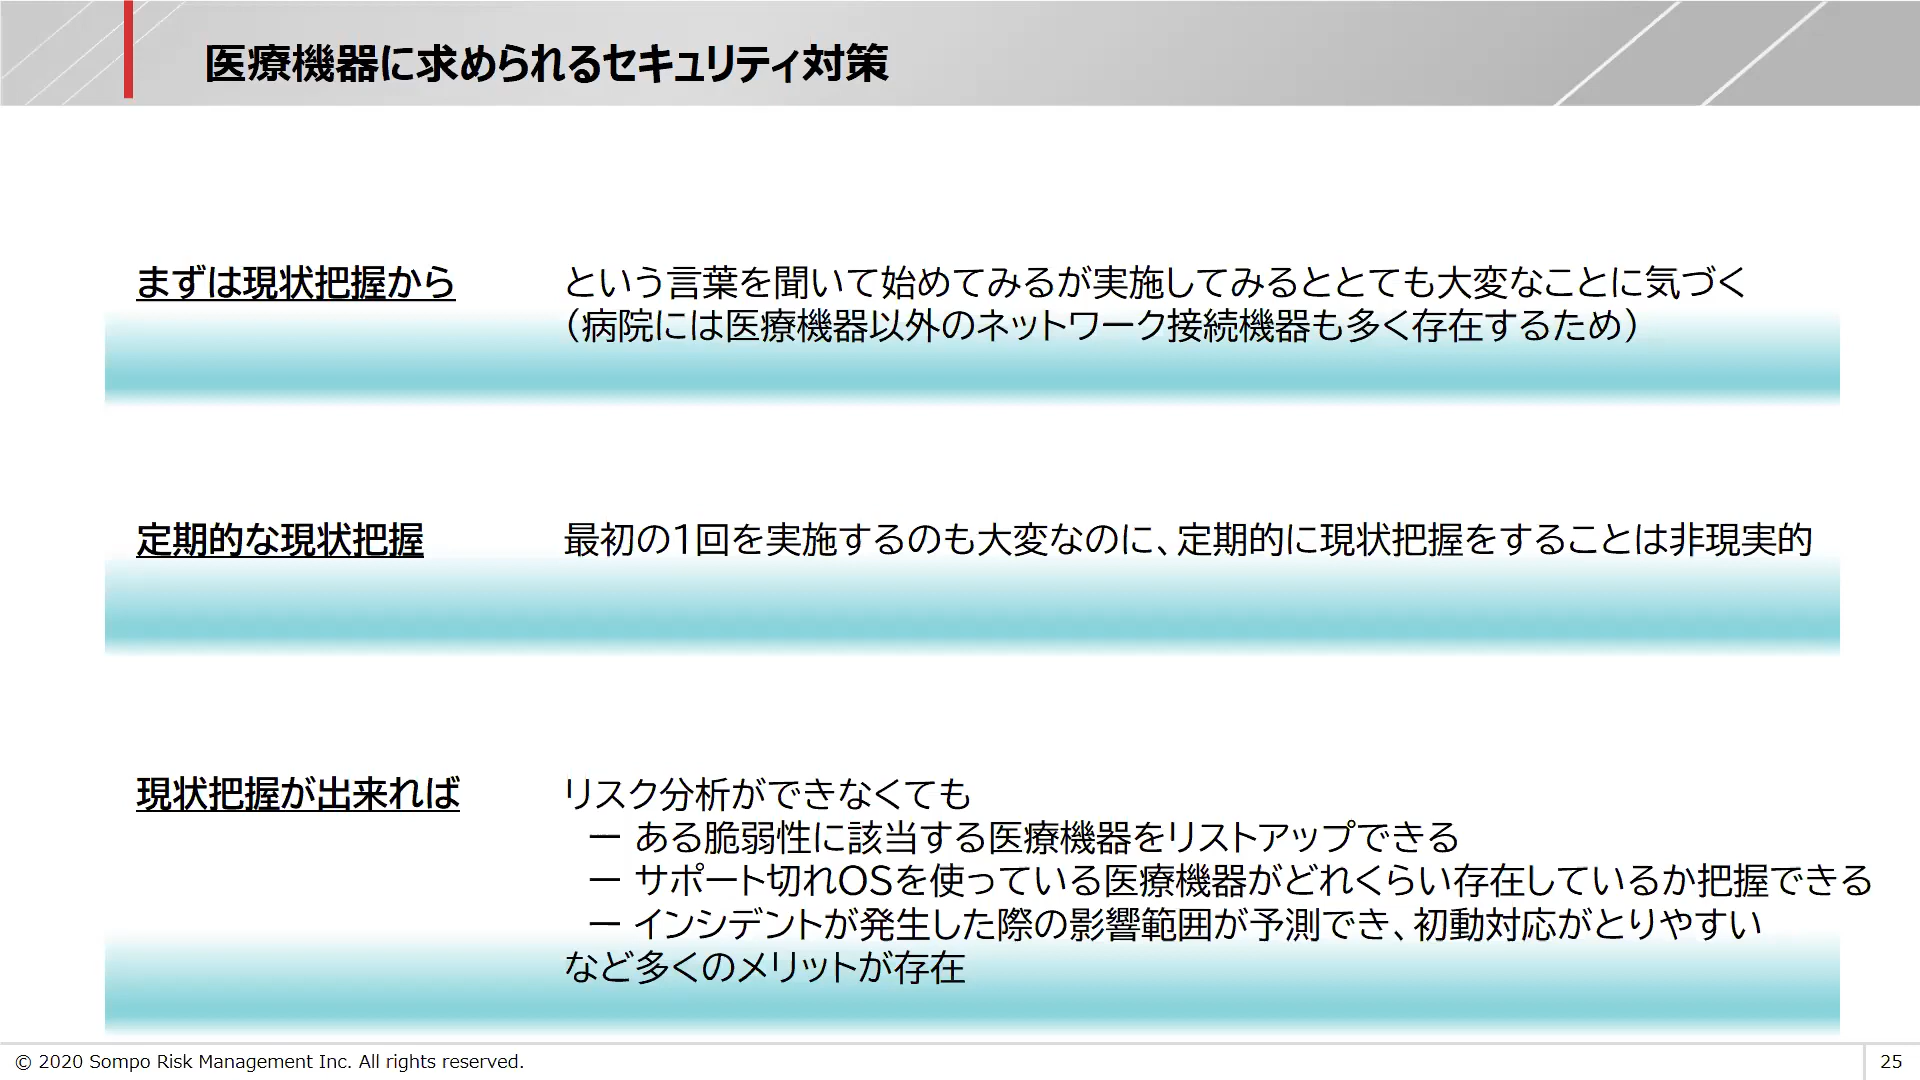 医療機器に求められるセキュリティ対策
まずは現状把握から
という言葉を聞いて始めてみるが実施してみるととても大変なことに気づく
（病院には医療機器以外のネットワーク接続機器も多く存在するため）
定期的な現状把握
最初の1回を実施するのも大変なのに、定期的に現状把握をすることは非現実的
現状把握が出来れば
リスク分析ができなくても
ー ある脆弱性に該当する医療機器をリストアップできる
ー サポート切れOSを使っている医療機器がどれくらい存在しているか把握できる
ー インシデントが発生した際の影響範囲が予測でき、初動対応がとりやすい
など多くのメリットが存在
© 2020 Sompo Risk Management Inc. All rights reserved.
25